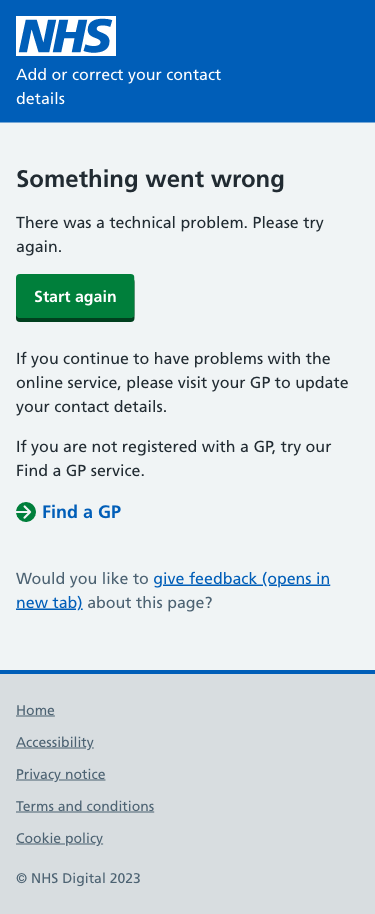 NHS
Add or correct your contact
details
Something went wrong
There was a technical problem. Please try
again.
Start again
If you continue to have problems with the
online service, please visit your GP to update
your contact details.
If you are not registered with a GP, try our
Find a GP service.
Find a GP
Would you like to give feedback (opens in
new tab) about this page?
Home
Accessibility
Privacy notice
Terms and conditions
Cookie policy
© NHS Digital 2023